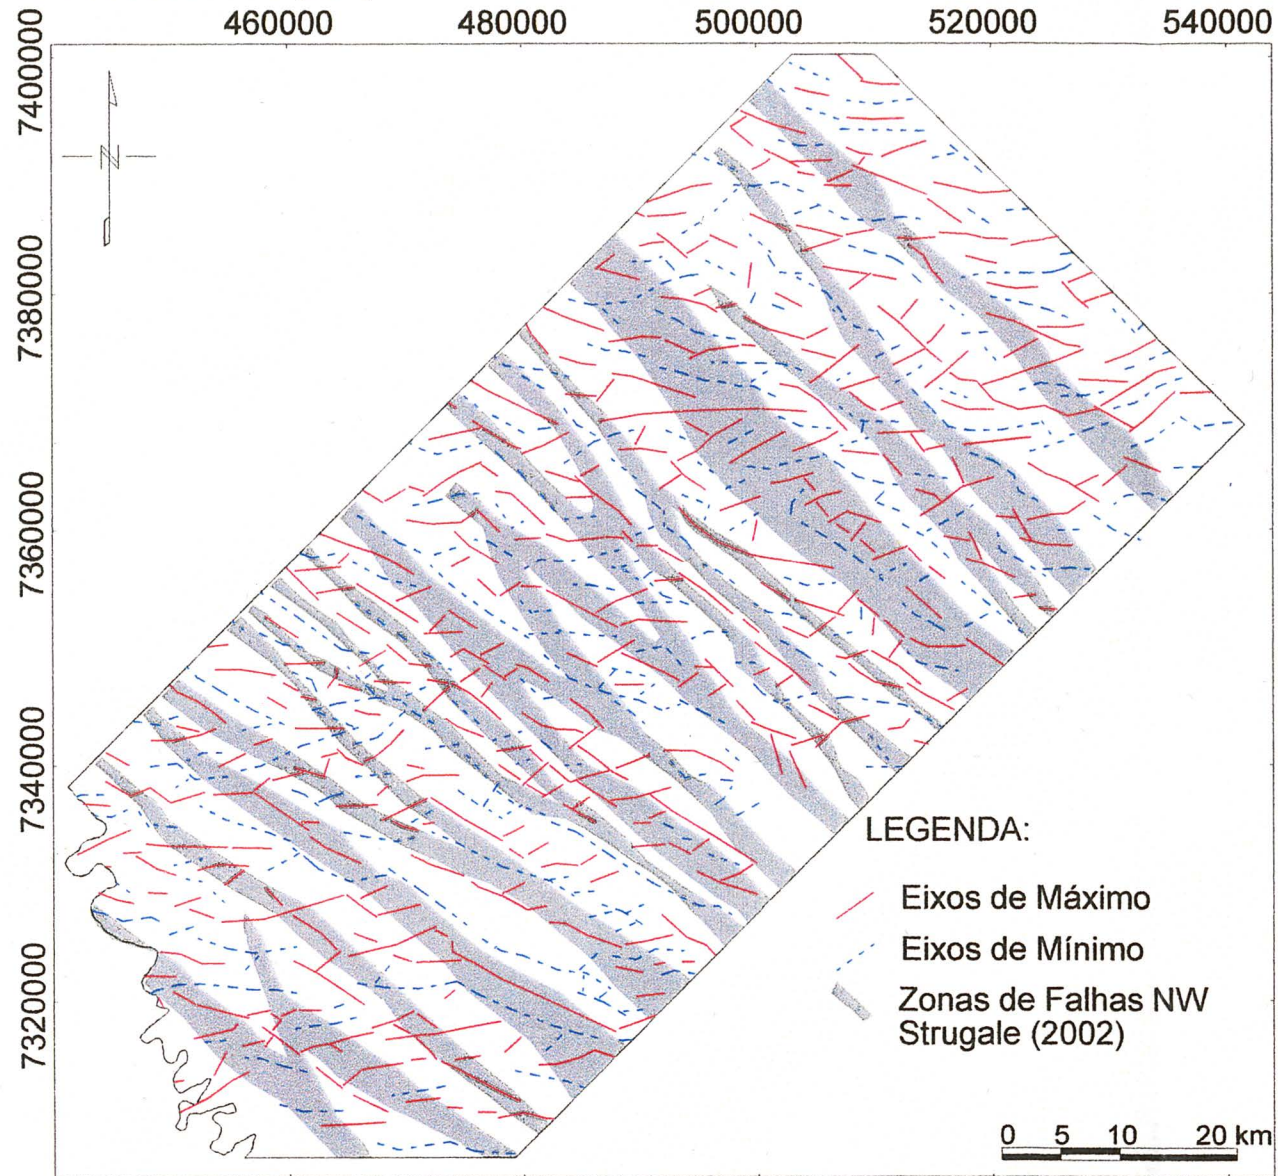 460000 480000 500000 520000 540000
7400000
7380000
7360000
7340000
7320000
N
LEGENDA:
Eixos de Máximo
Eixos de Mínimo
Zonas de Falhas NW
Strugale (2002)
0 5 10 20 km